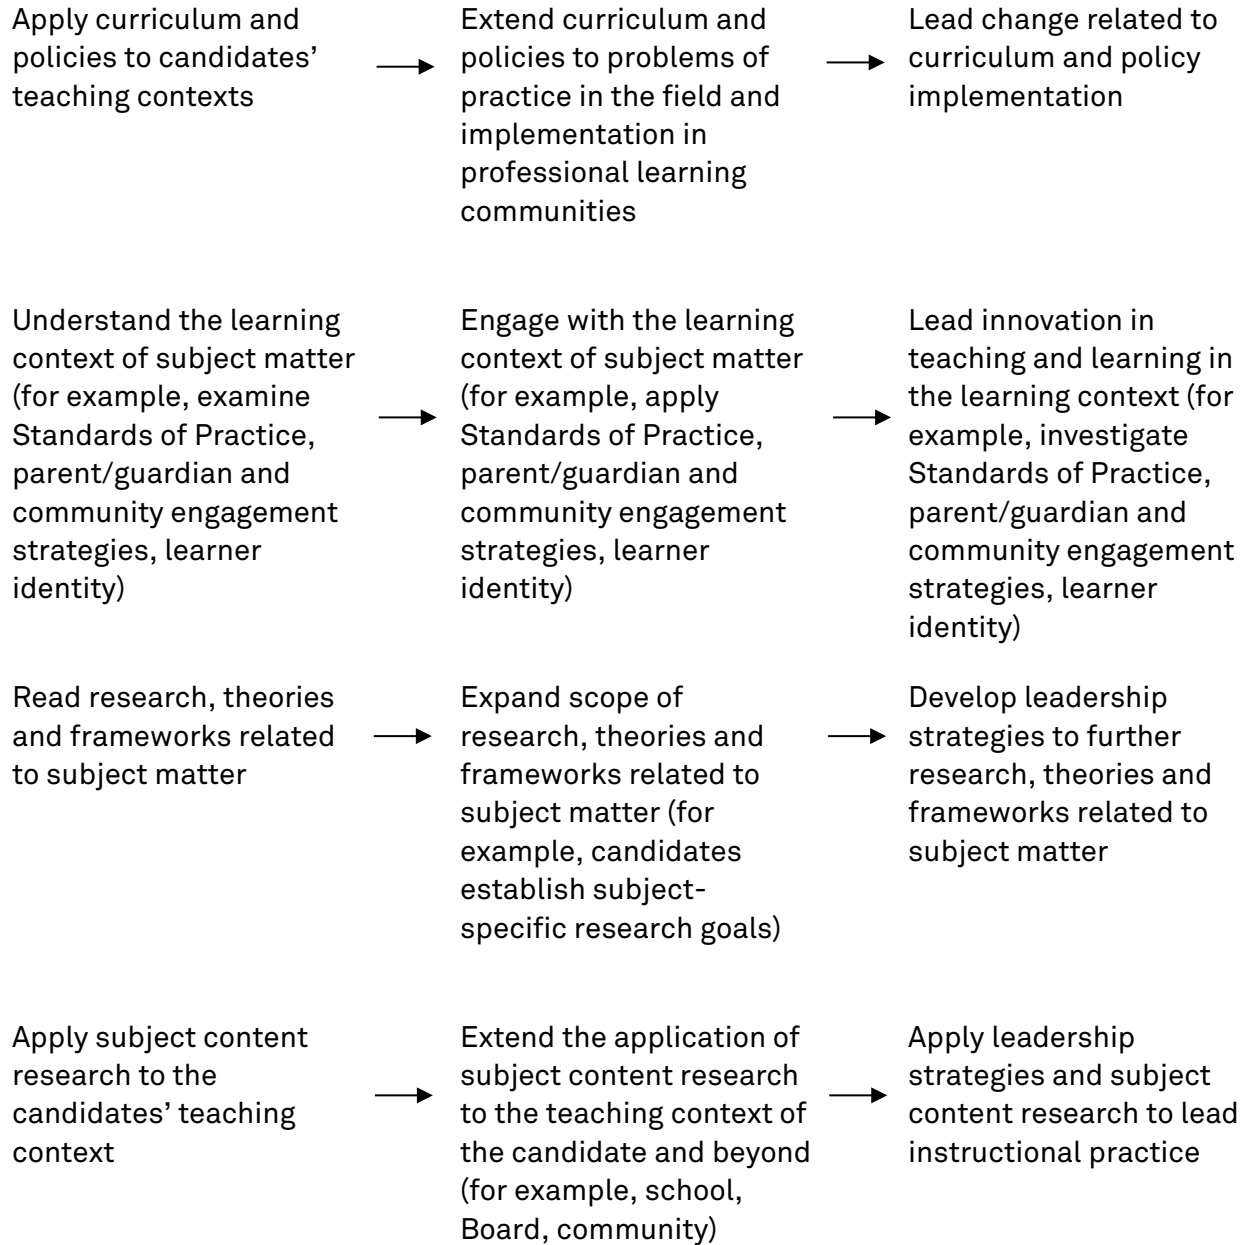 Apply curriculum and
policies to candidates’
teaching contexts
Extend curriculum and
policies to problems of
practice in the field and
implementation in
professional learning
communities
Lead change related to
curriculum and policy
implementation
Understand the learning
context of subject matter
(for example, examine
Standards of Practice,
parent/guardian and
community engagement
strategies, learner
identity)
Engage with the learning
context of subject matter
(for example, apply
Standards of Practice,
parent/guardian and
community engagement
strategies, learner
identity)
Lead innovation in
teaching and learning in
the learning context (for
example, investigate
Standards of Practice,
parent/guardian and
community engagement
strategies, learner
identity)
Read research, theories
and frameworks related
to subject matter
Expand scope of
research, theories and
frameworks related to
subject matter (for
example, candidates
establish subject-
specific research goals)
Develop leadership
strategies to further
research, theories and
frameworks related to
subject matter
Apply subject content
research to the
candidates’ teaching
context
Extend the application of
subject content research
to the teaching context of
the candidate and beyond
(for example, school,
Board, community)
Apply leadership
strategies and subject
content research to lead
instructional practice